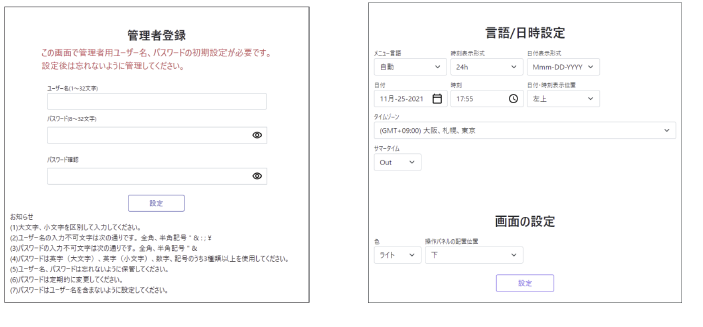 管理者登録
この画面で管理者用ユーザー名、パスワードの初期設定が必要です。
設定後は忘れないように管理してください。
ユーザー名(1～32文字)
パスワード(8～32文字)
パスワード確認
設定
お知らせ
(1)大文字、小文字を区別して入力してください。
(2)ユーザー名の入力不可文字は次の通りです。 全角、半角記号 " & : ; ¥
(3)パスワードの入力不可文字は次の通りです。 全角、半角記号 " &
(4)パスワードは英字（大文字）、英字（小文字）、数字、記号のうち3種類以上を使用してください。
(5)ユーザー名、パスワードは忘れないように保管してください。
(6)パスワードは定期的に変更してください。
(7)パスワードはユーザー名を含まないように設定してください。
言語/日時設定
メニュー言語 時刻表示形式 日付表示形式
自動 24h Mmm-DD-YYYY
日付 時刻 日付・時刻表示位置
11月-25-2021 17:55 左上
タイムゾーン
(GMT+09:00) 大阪、札幌、東京
サマータイム
Out
画面の設定
色 操作パネルの配置位置
ライト 下
設定